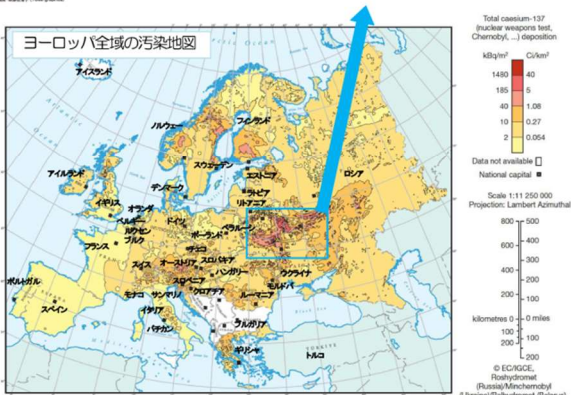 ヨーロッパ全域の汚染地図
アイスランド
ノルウェー
フィンランド
スウェーデン
エストニア
ロシア
ラトビア
リトアニア
デンマーク
アイルランド
イギリス
オランダ
ベルギー
ルクセン
ブルク
ドイツ
ポーランド
ベラルーシ
チェコ
スロバキア
フランス
スイス
オーストリア
ハンガリー
ウクライナ
モルドバ
スロベニア
クロアチア
ルーマニア
モナコ
サンマリノ
ポルトガル
スペイン
イタリア
バチカン
ブルガリア
ギリシャ
トルコ
TÜRKIYE
Total caesium-137
(nuclear weapons test,
Chernobyl, ...) deposition
kBq/m² Ci/km²
1480 40
185 5
40 1.08
10 0.27
2 0.054
Data not available
National capital
Scale 1:11 250 000
Projection: Lambert Azimuthal
800 500
600 400
300
400
200
200 100
kilometres 0 0 miles
100 100
200
200
© EC/IGCE,
Roshydromet
(Russia)/Minchernobyl